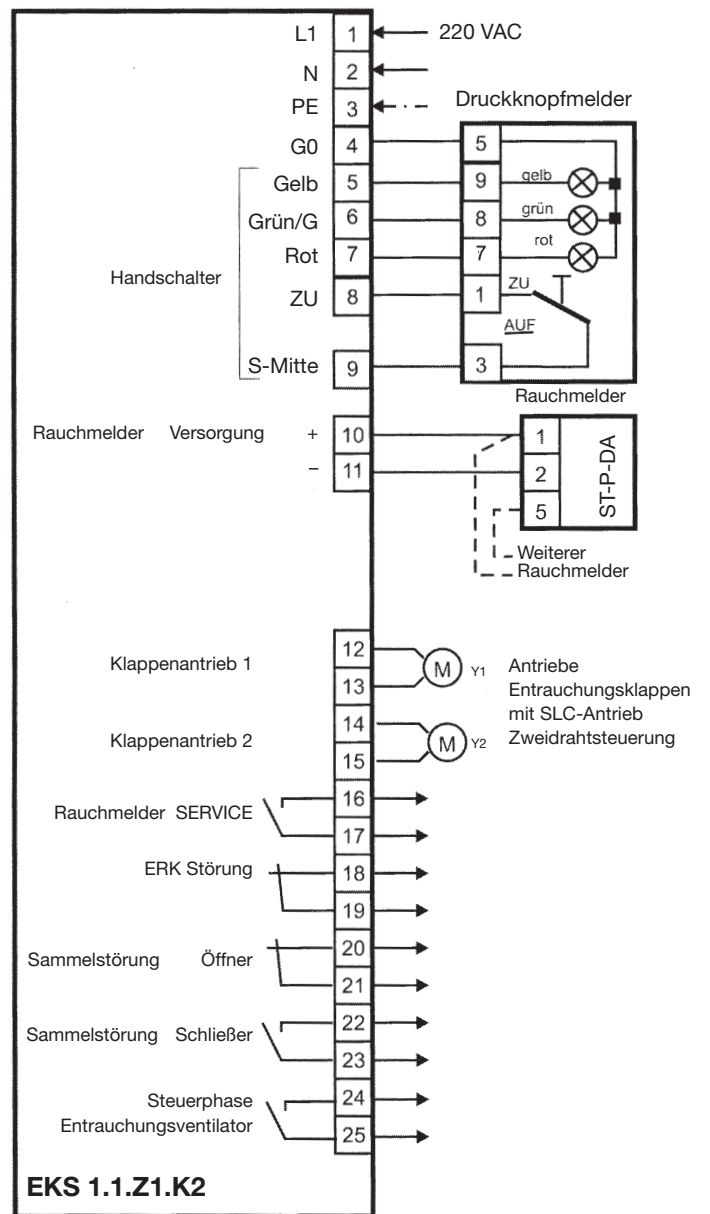 L1 1 220 VAC
N 2
PE 3
Druckknopfmelder
G0 4 5
Gelb 5 9 gelb
Grün/G 6 8 grün
Rot 7 7 rot
Handschalter
ZU 8 1 ZU
AUF
S-Mitte 9 3
Rauchmelder
Rauchmelder Versorgung + 10 1
– 11 2
5
ST-P-DA
Weiterer
Rauchmelder
12
Klappenantrieb 1 M Y1
13
Antriebe
Entrauchungsklappen
mit SLC-Antrieb
Zweidrahtsteuerung
14
Klappenantrieb 2 M Y2
15
16
Rauchmelder SERVICE
17
ERK Störung 18
19
20
Sammelstörung Öffner
21
22
Sammelstörung Schließer
23
Steuerphase 24
Entrauchungsventilator
25
EKS 1.1.Z1.K2